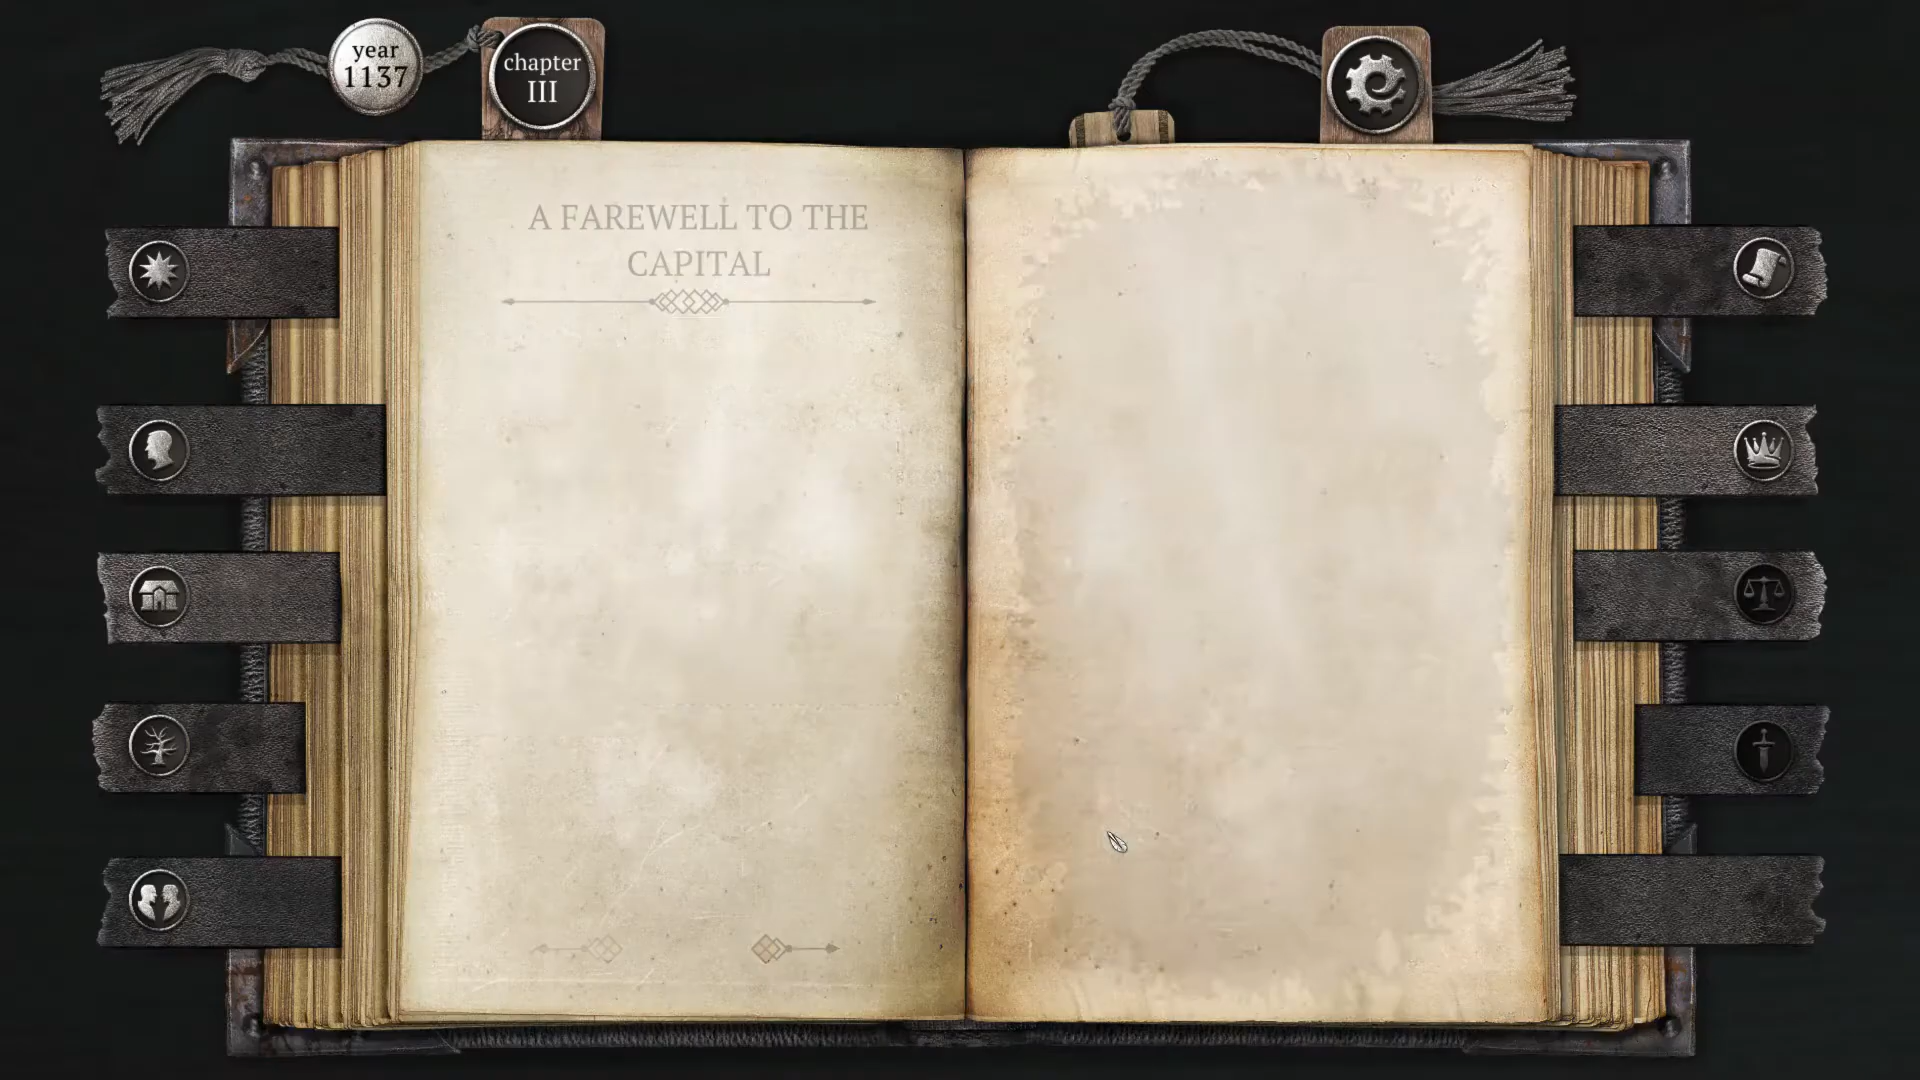 year
1137
chapter
III
A FAREWELL TO THE
CAPITAL